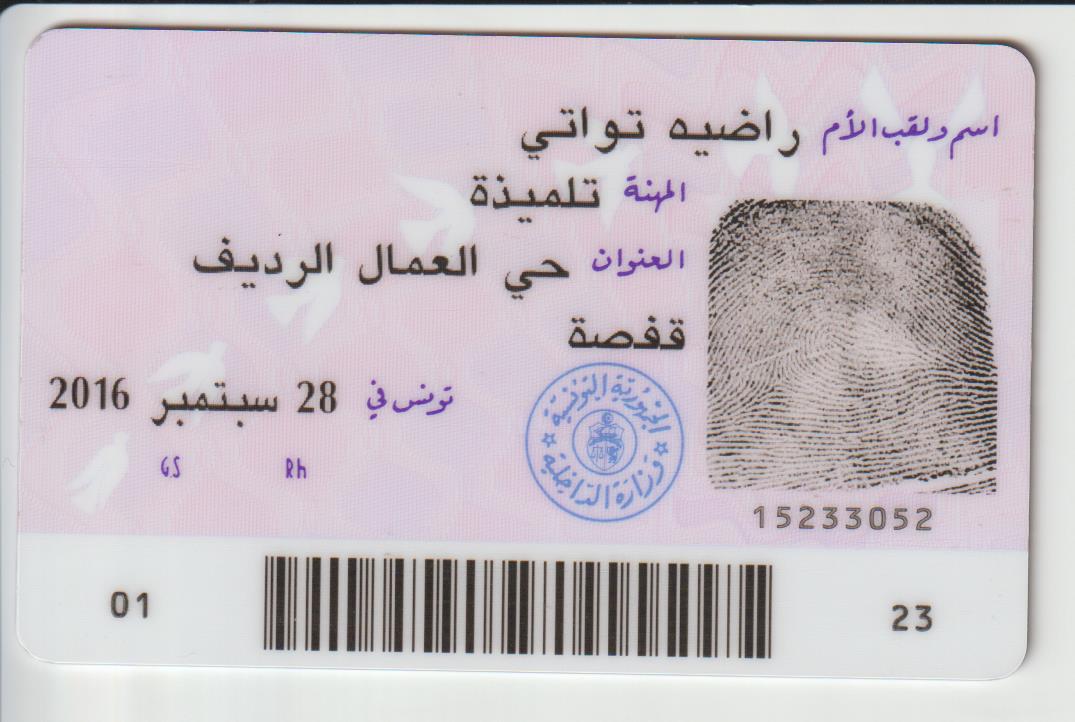 اسم ولقب الأم راضيه تواتي
المهنة تلميذة
العنوان حي العمال الرديف
قفصة
تونس في 28 سبتمبر 2016
Rh GS
الجمهورية التونسية
وزارة الداخلية
15233052
01 23